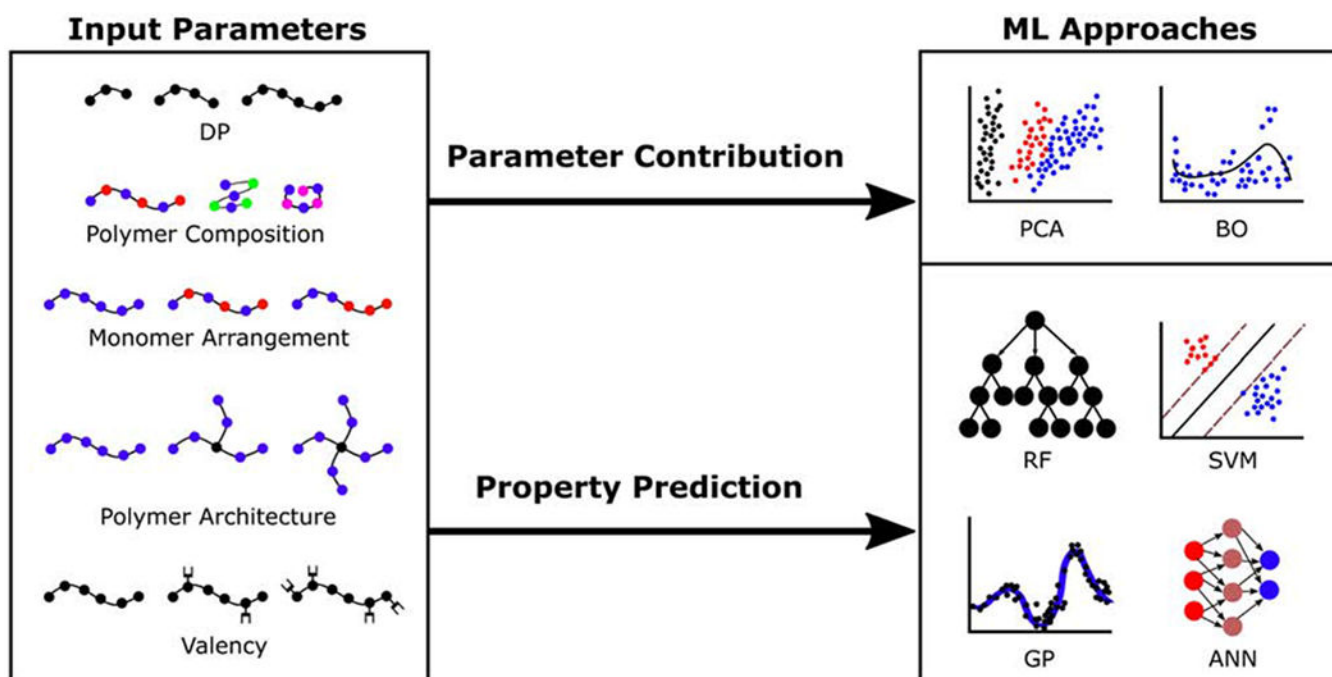 Input Parameters
DP
Polymer Composition
Monomer Arrangement
Polymer Architecture
Valency
Parameter Contribution
Property Prediction
ML Approaches
PCA
BO
RF
SVM
GP
ANN